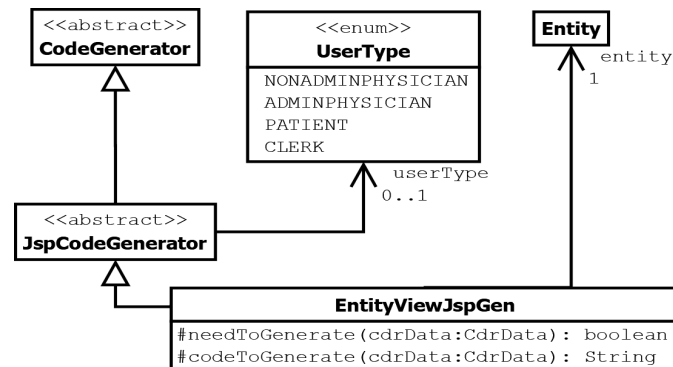 <<abstract>>
CodeGenerator
<<enum>>
UserType
NONADMINPHYSICIAN
ADMINPHYSICIAN
PATIENT
CLERK
Entity
entity
1
userType
0..1
<<abstract>>
JspCodeGenerator
EntityViewJspGen
#needToGenerate(cdrData:CdrData): boolean
#codeToGenerate(cdrData:CdrData): String